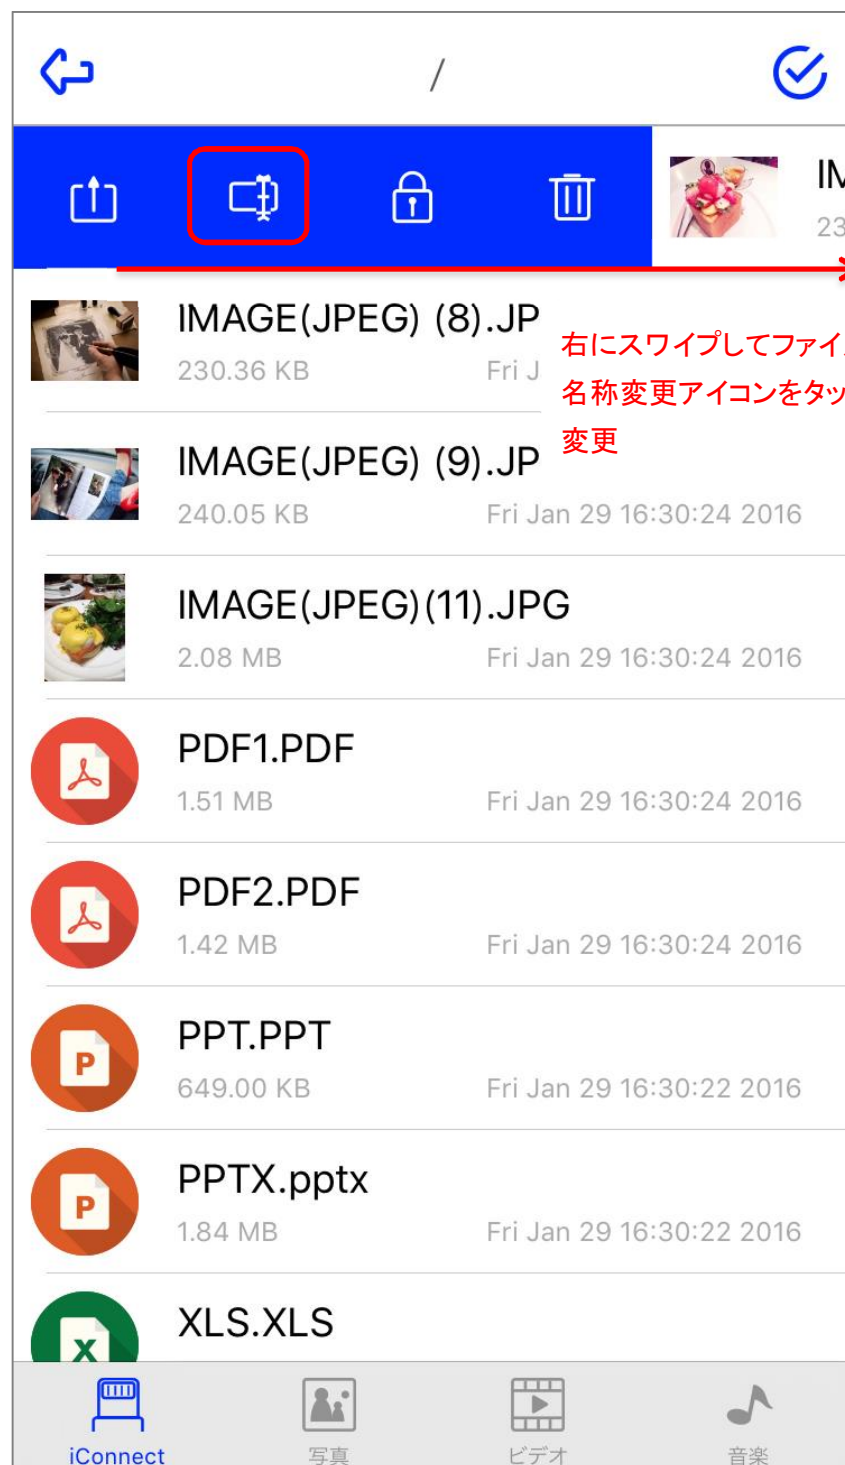 /
230.36 KB
IMAGE(JPEG) (8).JP
右にスワイプしてファイ
名称変更アイコンをタッ
変更
IMAGE(JPEG) (9).JP
240.05 KB Fri Jan 29 16:30:24 2016
IMAGE(JPEG)(11).JPG
2.08 MB Fri Jan 29 16:30:24 2016
PDF1.PDF
1.51 MB Fri Jan 29 16:30:24 2016
PDF2.PDF
1.42 MB Fri Jan 29 16:30:24 2016
PPT.PPT
P
649.00 KB Fri Jan 29 16:30:22 2016
PPTX.pptx
P
1.84 MB Fri Jan 29 16:30:22 2016
XLS.XLS
X
iConnect 写真 ビデオ 音楽